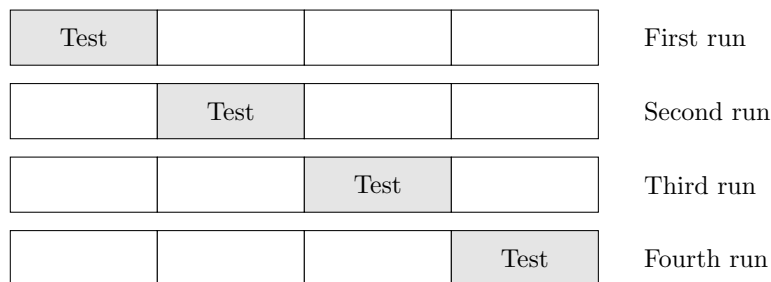 Test First run
Test Second run
Test Third run
Test Fourth run